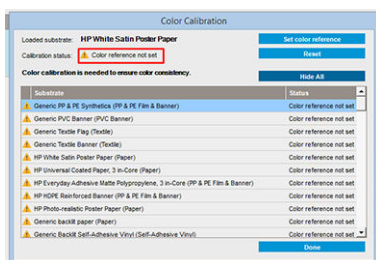 Color Calibration
Loaded substrate: HP White Satin Poster Paper
Set color reference
Calibration status: Color reference not set
Reset
Color calibration is needed to ensure color consistency.
Hide All
Substrate Status
Generic PP & PE Synthetics (PP & PE Film & Banner) Color reference not set
Generic PVC Banner (PVC Banner) Color reference not set
Generic Textile Flag (Textile) Color reference not set
Generic Textile Banner (Textile) Color reference not set
HP White Satin Poster Paper (Paper) Color reference not set
HP Universal Coated Paper, 3 in-Core (Paper) Color reference not set
HP Everyday Adhesive Matte Polypropylene, 3 in-Core (PP & PE Film & Banner) Color reference not set
HP HDPE Reinforced Banner (PP & PE Film & Banner) Color reference not set
HP Photo-realistic Poster Paper (Paper) Color reference not set
Generic backlit paper (Paper) Color reference not set
Generic Backlit Self-Adhesive Vinyl (Self-Adhesive Vinyl) Color reference not set
Done